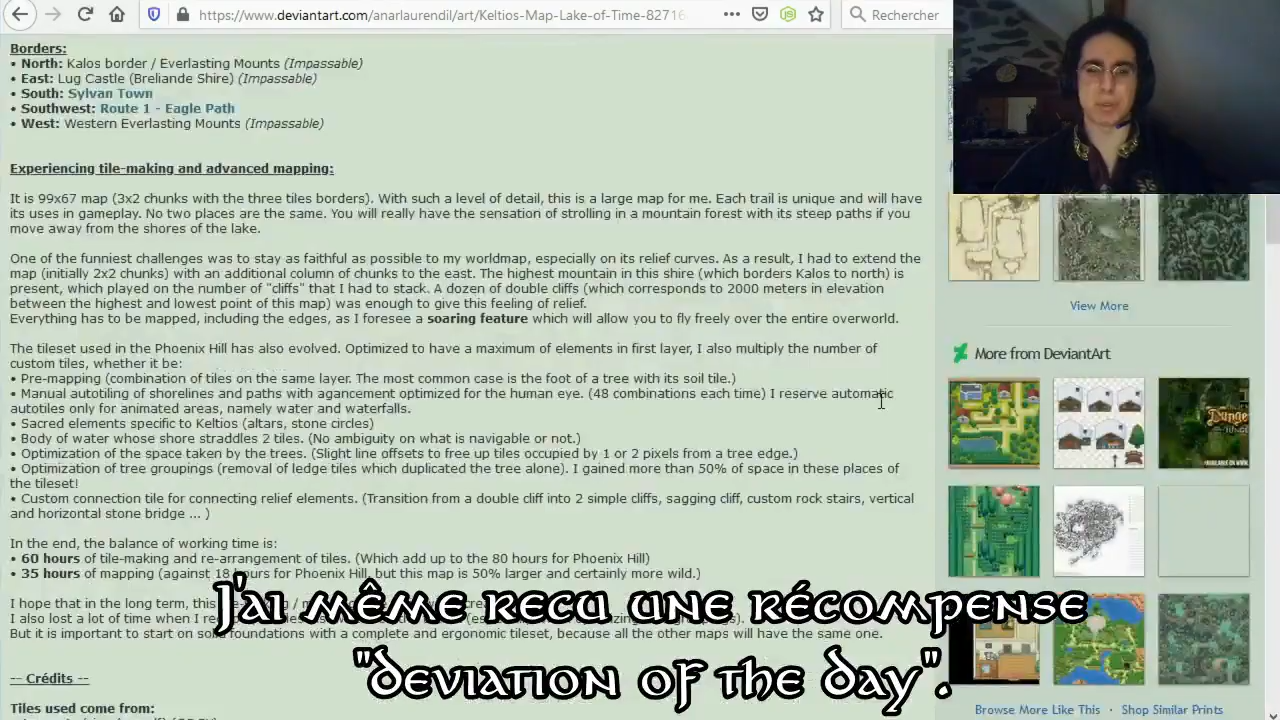 https://www.deviantart.com/anarlaurendil/art/Keltios-Map-Lake-of-Time-82716
Rechercher
Borders:
• North: Kalos border / Everlasting Mounts (Impassable)
• East: Lug Castle (Breliande Shire) (Impassable)
• South: Sylvan Town
• Southwest: Route 1 - Eagle Path
• West: Western Everlasting Mounts (Impassable)
Experiencing tile-making and advanced mapping:
It is 99x67 map (3x2 chunks with the three tiles borders). With such a level of detail, this is a large map for me. Each trail is unique and will have
its uses in gameplay. No two places are the same. You will really have the sensation of strolling in a mountain forest with its steep paths if you
move away from the shores of the lake.
One of the funniest challenges was to stay as faithful as possible to my worldmap, especially on its relief curves. As a result, I had to extend the
map (initially 2x2 chunks) with an additional column of chunks to the east. The highest mountain in this shire (which borders Kalos to north) is
present, which played on the number of "cliffs" that I had to stack. A dozen of double cliffs (which corresponds to 2000 meters in elevation
between the highest and lowest point of this map) was enough to give this feeling of relief.
Everything has to be mapped, including the edges, as I foresee a soaring feature which will allow you to fly freely over the entire overworld.
The tileset used in the Phoenix Hill has also evolved. Optimized to have a maximum of elements in first layer, I also multiply the number of
custom tiles, whether it be:
• Pre-mapping (combination of tiles on the same layer. The most common case is the foot of a tree with its soil tile.)
• Manual autotiling of shorelines and paths with agancement optimized for the human eye. (48 combinations each time) I reserve automatic
autotiles only for animated areas, namely water and waterfalls.
• Sacred elements specific to Keltios (altars, stone circles)
• Body of water whose shore straddles 2 tiles. (No ambiguity on what is navigable or not.)
• Optimization of the space taken by the trees. (Slight line offsets to free up tiles occupied by 1 or 2 pixels from a tree edge.)
• Optimization of tree groupings (removal of ledge tiles which duplicated the tree alone). I gained more than 50% of space in these places of
the tileset!
• Custom connection tile for connecting relief elements. (Transition from a double cliff into 2 simple cliffs, sagging cliff, custom rock stairs, vertical
and horizontal stone bridge ... )
In the end, the balance of working time is:
• 60 hours of tile-making and re-arrangement of tiles. (Which add up to the 80 hours for Phoenix Hill)
• 35 hours of mapping (against 18 hours for Phoenix Hill, but this map is 50% larger and certainly more wild.)
I hope that in the long term, this
I also lost a lot of time when I
But it is important to start on solid foundations with a complete and ergonomic tileset, because all the other maps will have the same one.
-- Crédits --
Tiles used come from:
View More
More from DeviantArt
Browse More Like This · Shop Similar Prints
J'ai même recu une récompense
"deviation of the day".